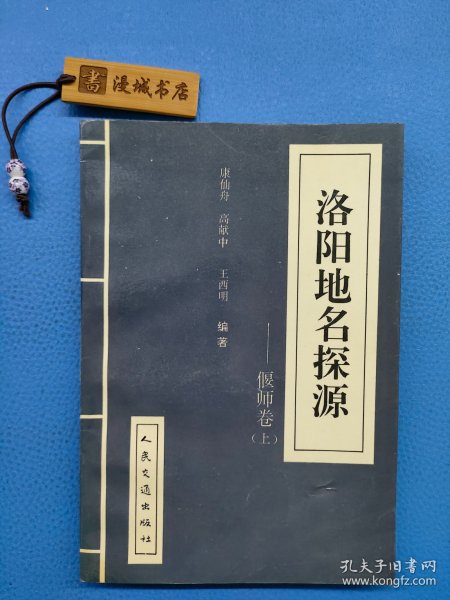 書 漫城书店
洛阳地名探源
——偃师卷（上）
康仙舟 高献中 王西明 编著
人民交通出版社
孔夫子旧书网
www.kongfz.com